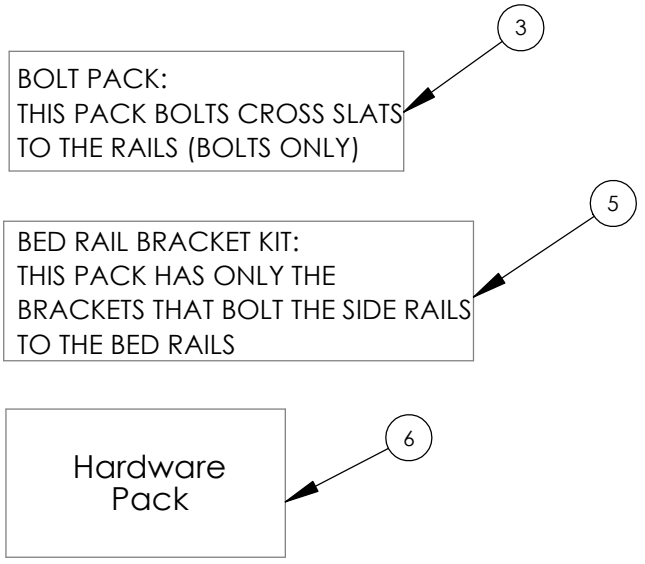 3
BOLT PACK:
THIS PACK BOLTS CROSS SLATS
TO THE RAILS (BOLTS ONLY)
5
BED RAIL BRACKET KIT:
THIS PACK HAS ONLY THE
BRACKETS THAT BOLT THE SIDE RAILS
TO THE BED RAILS
6
Hardware
Pack